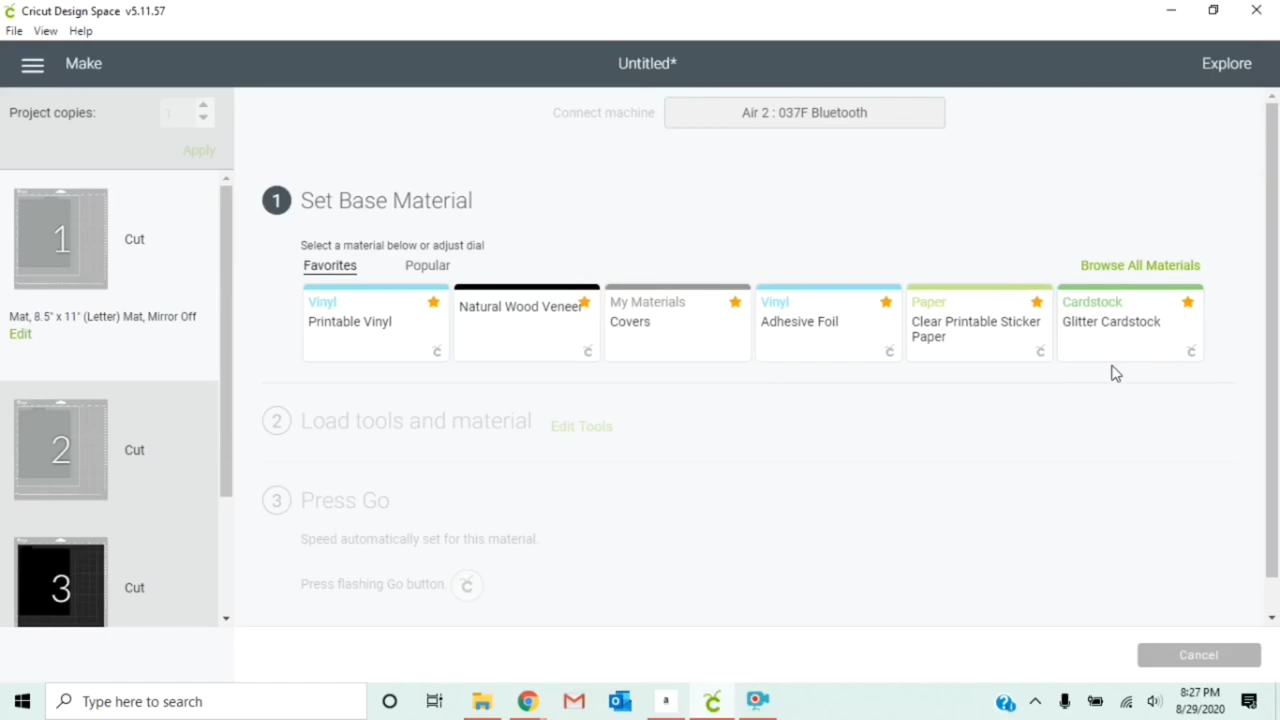 Cricut Design Space v5.11.57
File View Help
Make
Untitled*
Explore
Project copies:
1
Apply
Connect machine
Air 2 : 037F Bluetooth
1
Cut
Mat, 8.5" x 11" (Letter) Mat, Mirror Off
Edit
2
Cut
3
Cut
1 Set Base Material
Select a material below or adjust dial
Favorites Popular
Browse All Materials
Vinyl
Printable Vinyl
Natural Wood Veneer
My Materials
Covers
Vinyl
Adhesive Foil
Paper
Clear Printable Sticker
Paper
Cardstock
Glitter Cardstock
2 Load tools and material Edit Tools
3 Press Go
Speed automatically set for this material.
Press flashing Go button.
Cancel
Type here to search
a
8:27 PM
8/29/2020